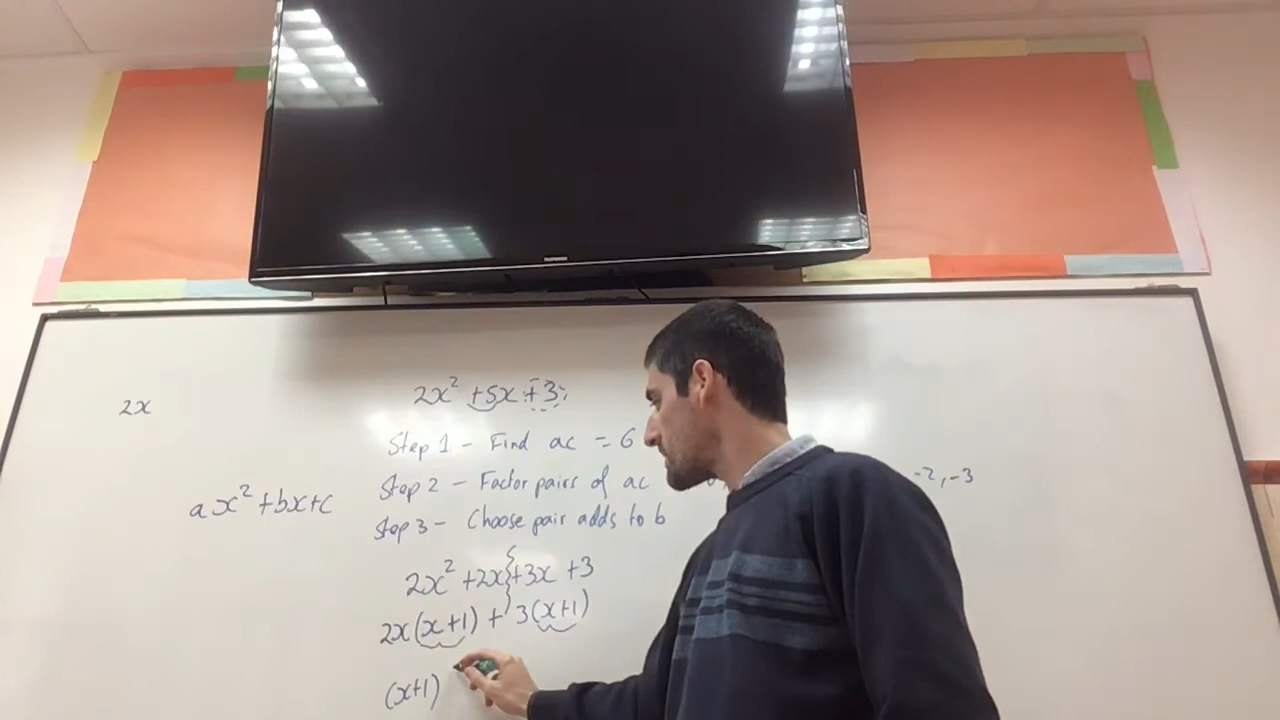 2x² +5x +3
2x
Step 1 - Find ac = 6
Step 2 - Factor pairs of ac
-2, -3
ax² + bx + c
Step 3 - Choose pair adds to b
2x² +2x +3x +3
2x(x+1) + 3(x+1)
(x+1)